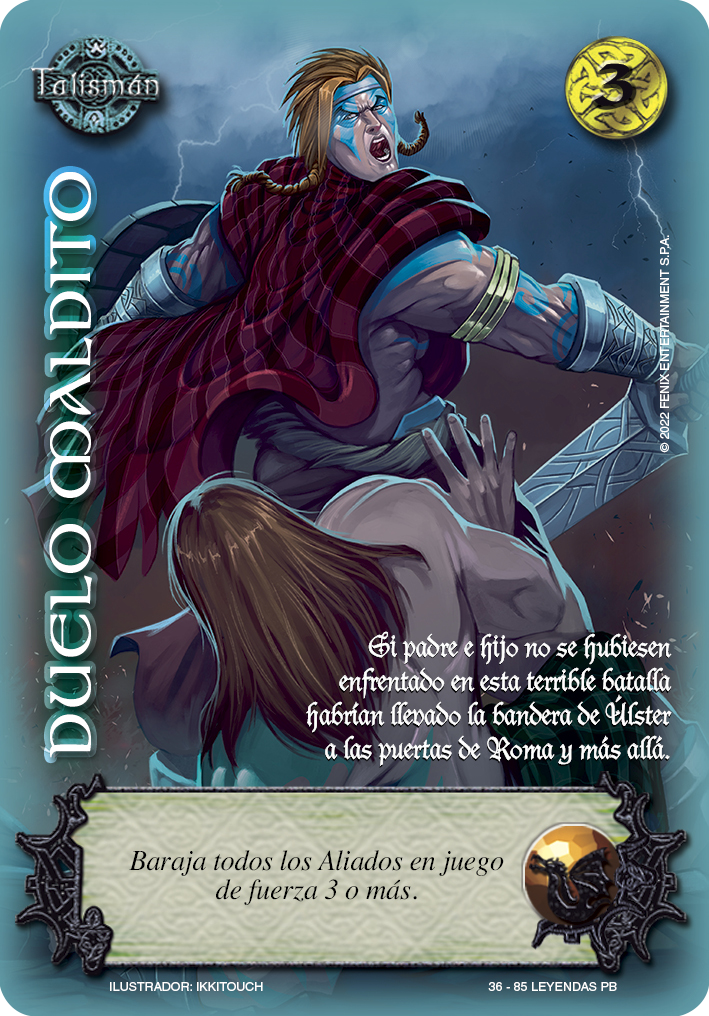 Talismán
3
DUELO MALDITO
© 2022 FENIX ENTERTAINMENT S.P.A.
Si padre e hijo no se hubiesen
enfrentado en esta terrible batalla
habrían llevado la bandera de Úlster
a las puertas de Roma y más allá.
Baraja todos los Aliados en juego
de fuerza 3 o más.
ILUSTRADOR: IKKITOUCH
36 - 85 LEYENDAS PB